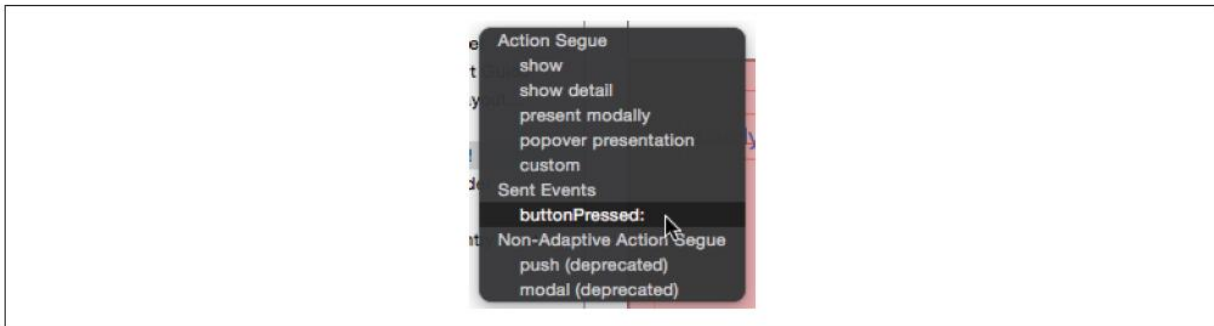 Action Segue
show
show detail
present modally
popover presentation
custom
Sent Events
buttonPressed:
Non-Adaptive Action Segue
push (deprecated)
modal (deprecated)